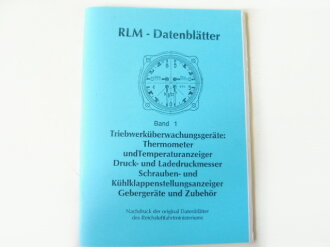 RLM - Datenblätter
Band 1
Triebwerküberwachungsgeräte:
Thermometer
undTemperaturanzeiger
Druck- und Ladedruckmesser
Schrauben- und
Kühlklappenstellungsanzeiger
Gebergeräte und Zubehör
Nachdruck der original Datenblätter
des Reichsluftfahrtministeriums